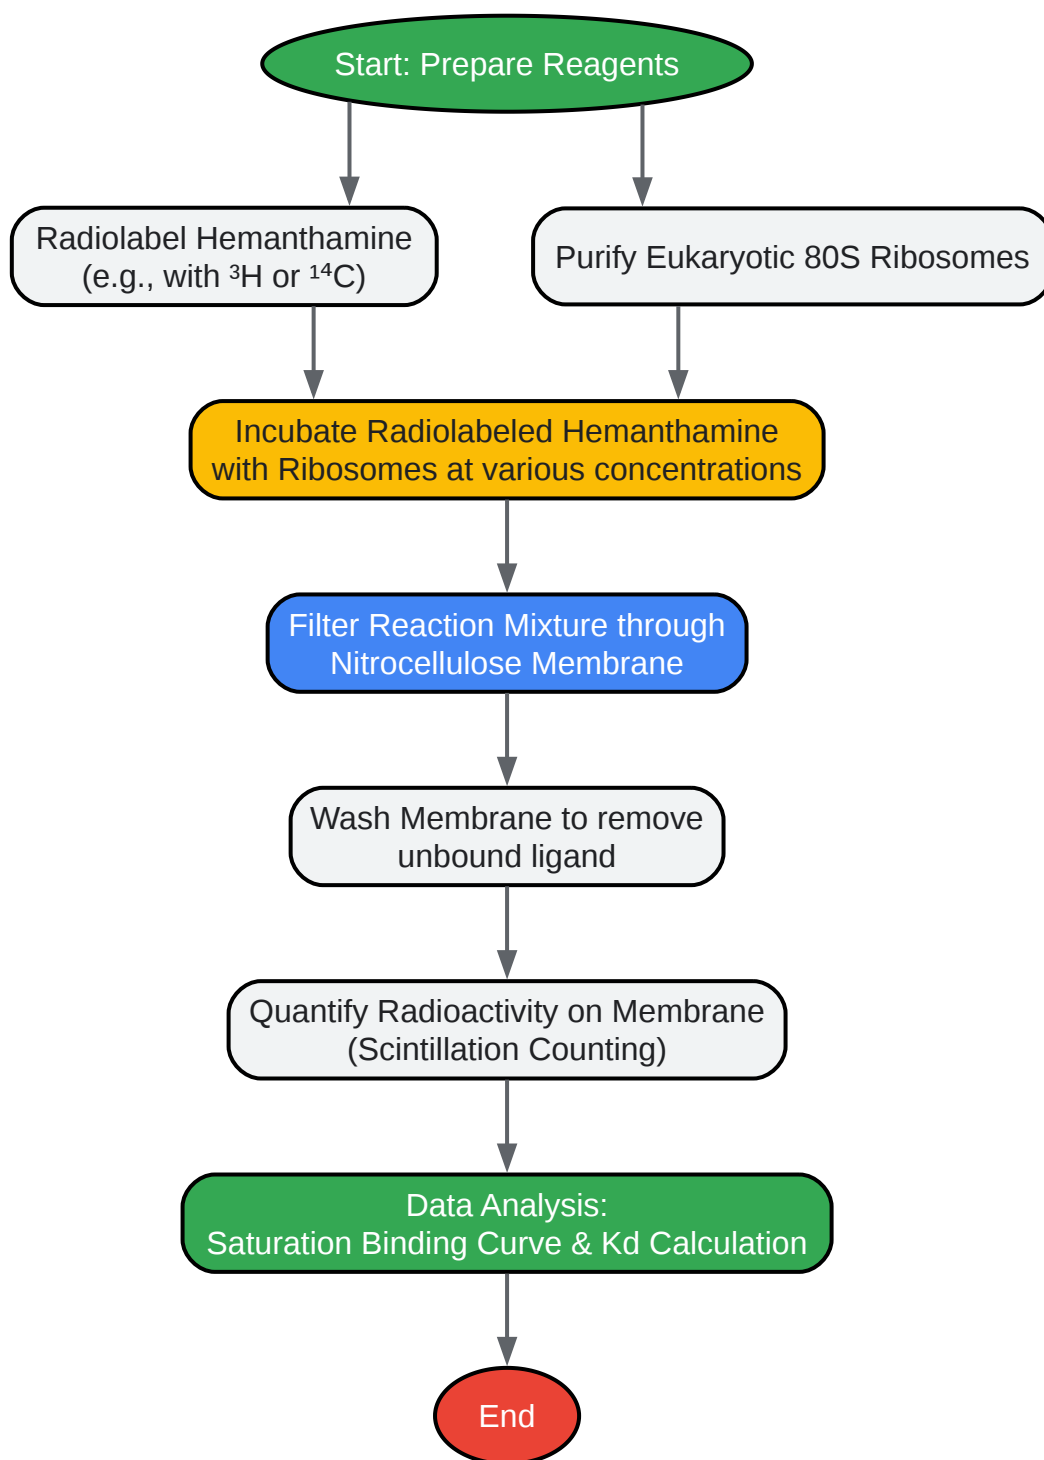 Start: Prepare Reagents
Radiolabel Hemanthamine
(e.g., with ³H or ¹⁴C)
Purify Eukaryotic 80S Ribosomes
Incubate Radiolabeled Hemanthamine
with Ribosomes at various concentrations
Filter Reaction Mixture through
Nitrocellulose Membrane
Wash Membrane to remove
unbound ligand
Quantify Radioactivity on Membrane
(Scintillation Counting)
Data Analysis:
Saturation Binding Curve & Kd Calculation
End